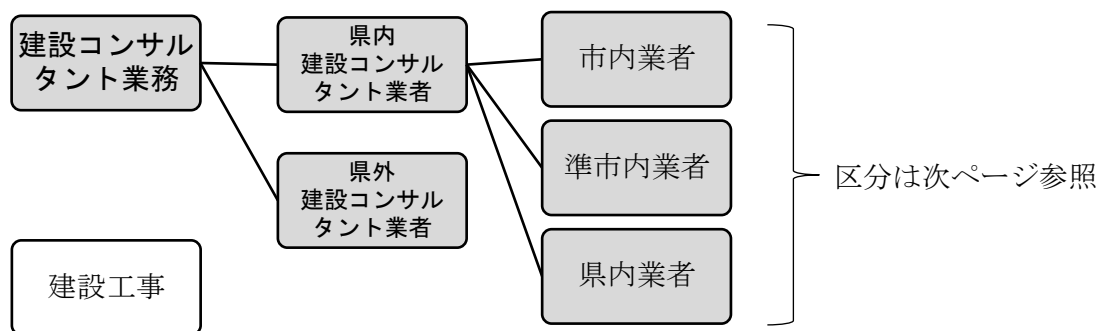 建設コンサル
タント業務
県内
建設コンサル
タント業者
県外
建設コンサル
タント業者
市内業者
準市内業者
県内業者
区分は次ページ参照
建設工事